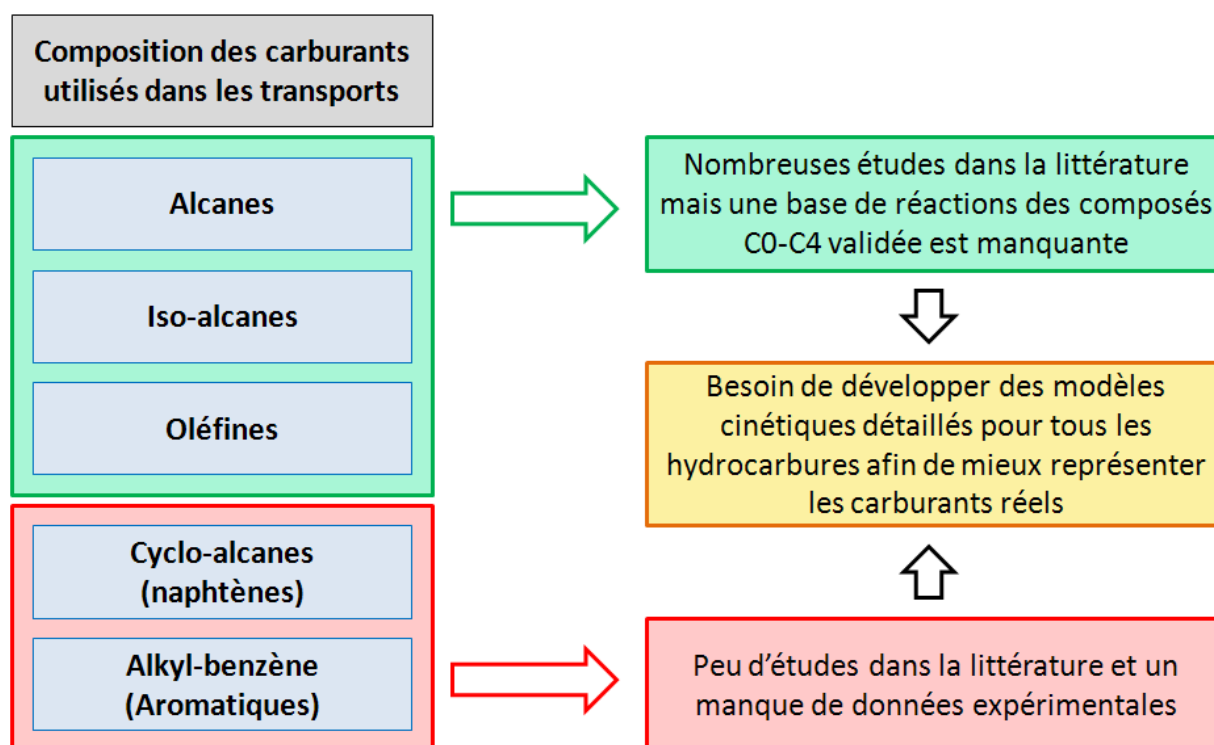 Composition des carburants
utilisés dans les transports
Alcanes
Iso-alcanes
Oléfines
Cyclo-alcanes
(naphtènes)
Alkyl-benzène
(Aromatiques)
Nombreuses études dans la littérature
mais une base de réactions des composés
C0-C4 validée est manquante
Besoin de développer des modèles
cinétiques détaillés pour tous les
hydrocarbures afin de mieux représenter
les carburants réels
Peu d’études dans la littérature et un
manque de données expérimentales